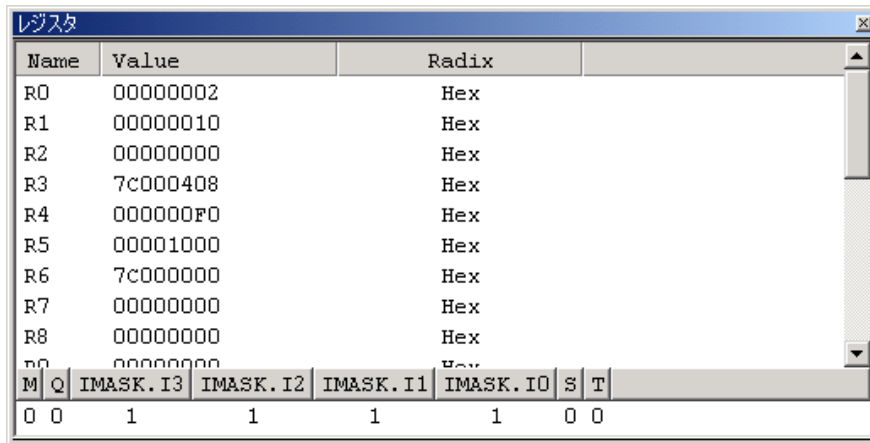 レジスタ
Name Value Radix
R0 00000002 Hex
R1 00000010 Hex
R2 00000000 Hex
R3 7C000408 Hex
R4 000000F0 Hex
R5 00001000 Hex
R6 7C000000 Hex
R7 00000000 Hex
R8 00000000 Hex
M Q IMASK.I3 IMASK.I2 IMASK.I1 IMASK.I0 S T
0 0 1 1 1 1 0 0